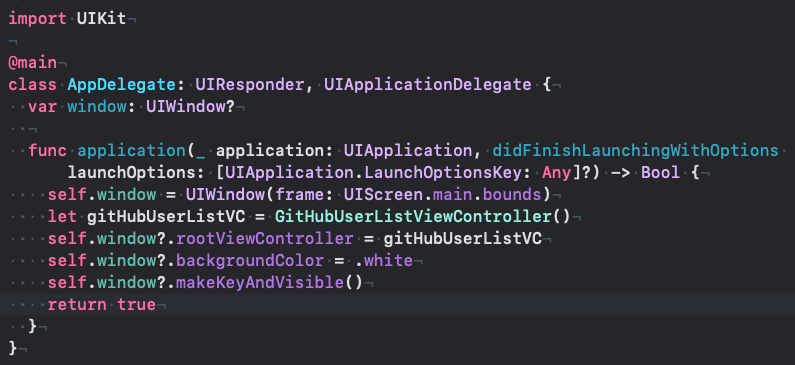 import UIKit

@main
class AppDelegate: UIResponder, UIApplicationDelegate {
  var window: UIWindow?

  func application(_ application: UIApplication, didFinishLaunchingWithOptions
      launchOptions: [UIApplication.LaunchOptionsKey: Any]?) -> Bool {
    self.window = UIWindow(frame: UIScreen.main.bounds)
    let gitHubUserListVC = GitHubUserListViewController()
    self.window?.rootViewController = gitHubUserListVC
    self.window?.backgroundColor = .white
    self.window?.makeKeyAndVisible()
    return true
  }
}